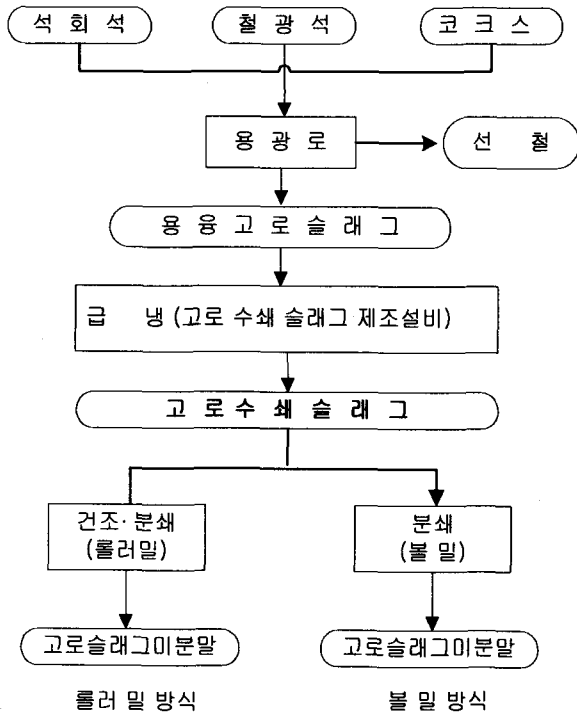 석 회 석
철 광 석
코 크 스
용 광 로
선 철
용 융 고 로 슬 래 그
급 냉 (고로 수쇄 술래그 제조설비)
고 로 수 쇄 슬 래 그
건조·분쇄
(롤러밀)
분쇄
(볼 밀)
고로슬래그미분말
고로슬래그미분말
롤러 밀 방식
볼 밀 방식